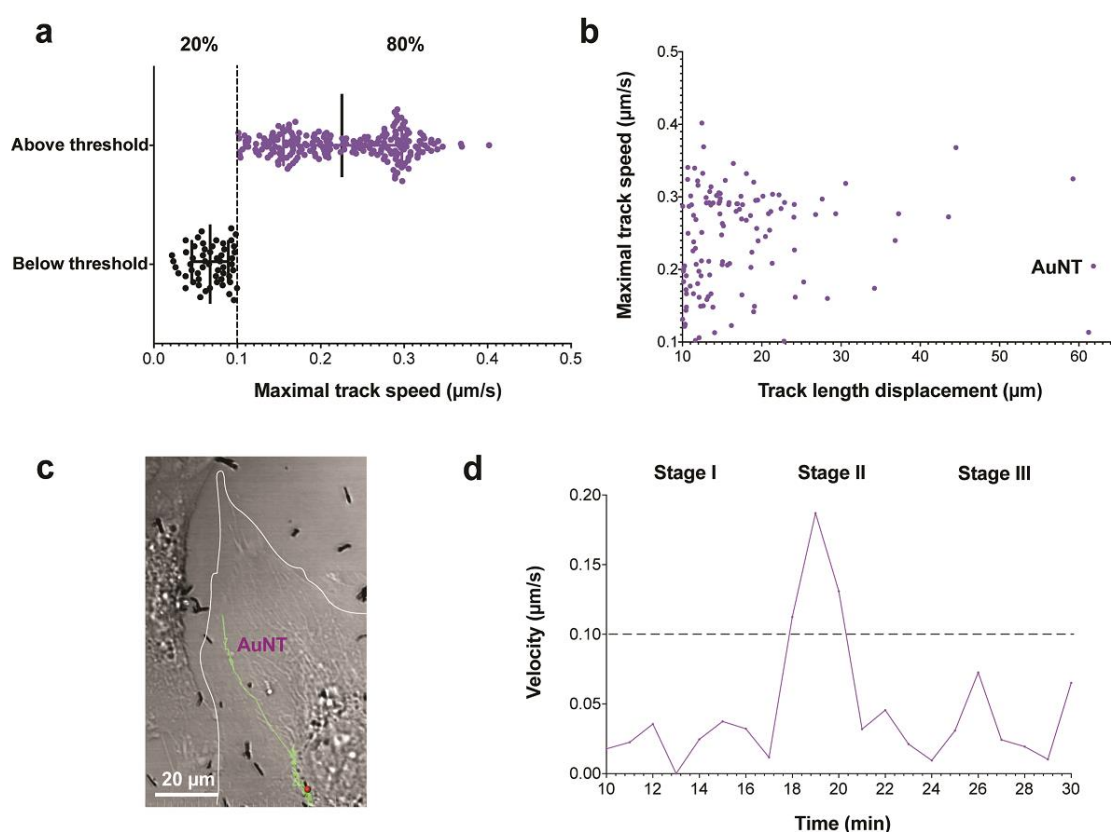 a
20%
80%
Above threshold
Below threshold
0.0
0.1
0.2
0.3
0.4
0.5
Maximal track speed (µm/s)
b
Maximal track speed (µm/s)
0.5
0.4
0.3
0.2
0.1
AuNT
10
20
30
40
50
60
Track length displacement (µm)
c
AuNT
20 µm
d
Stage I
Stage II
Stage III
Velocity (µm/s)
0.20
0.15
0.10
0.05
0.00
10
12
14
16
18
20
22
24
26
28
30
Time (min)